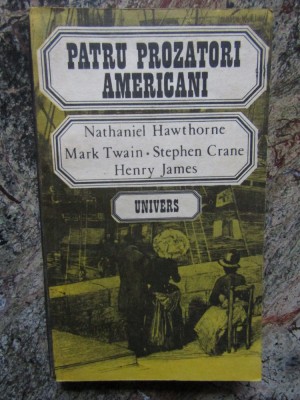 PATRU PROZATORI
AMERICANI
Nathaniel Hawthorne
Mark Twain • Stephen Crane
Henry James
UNIVERS